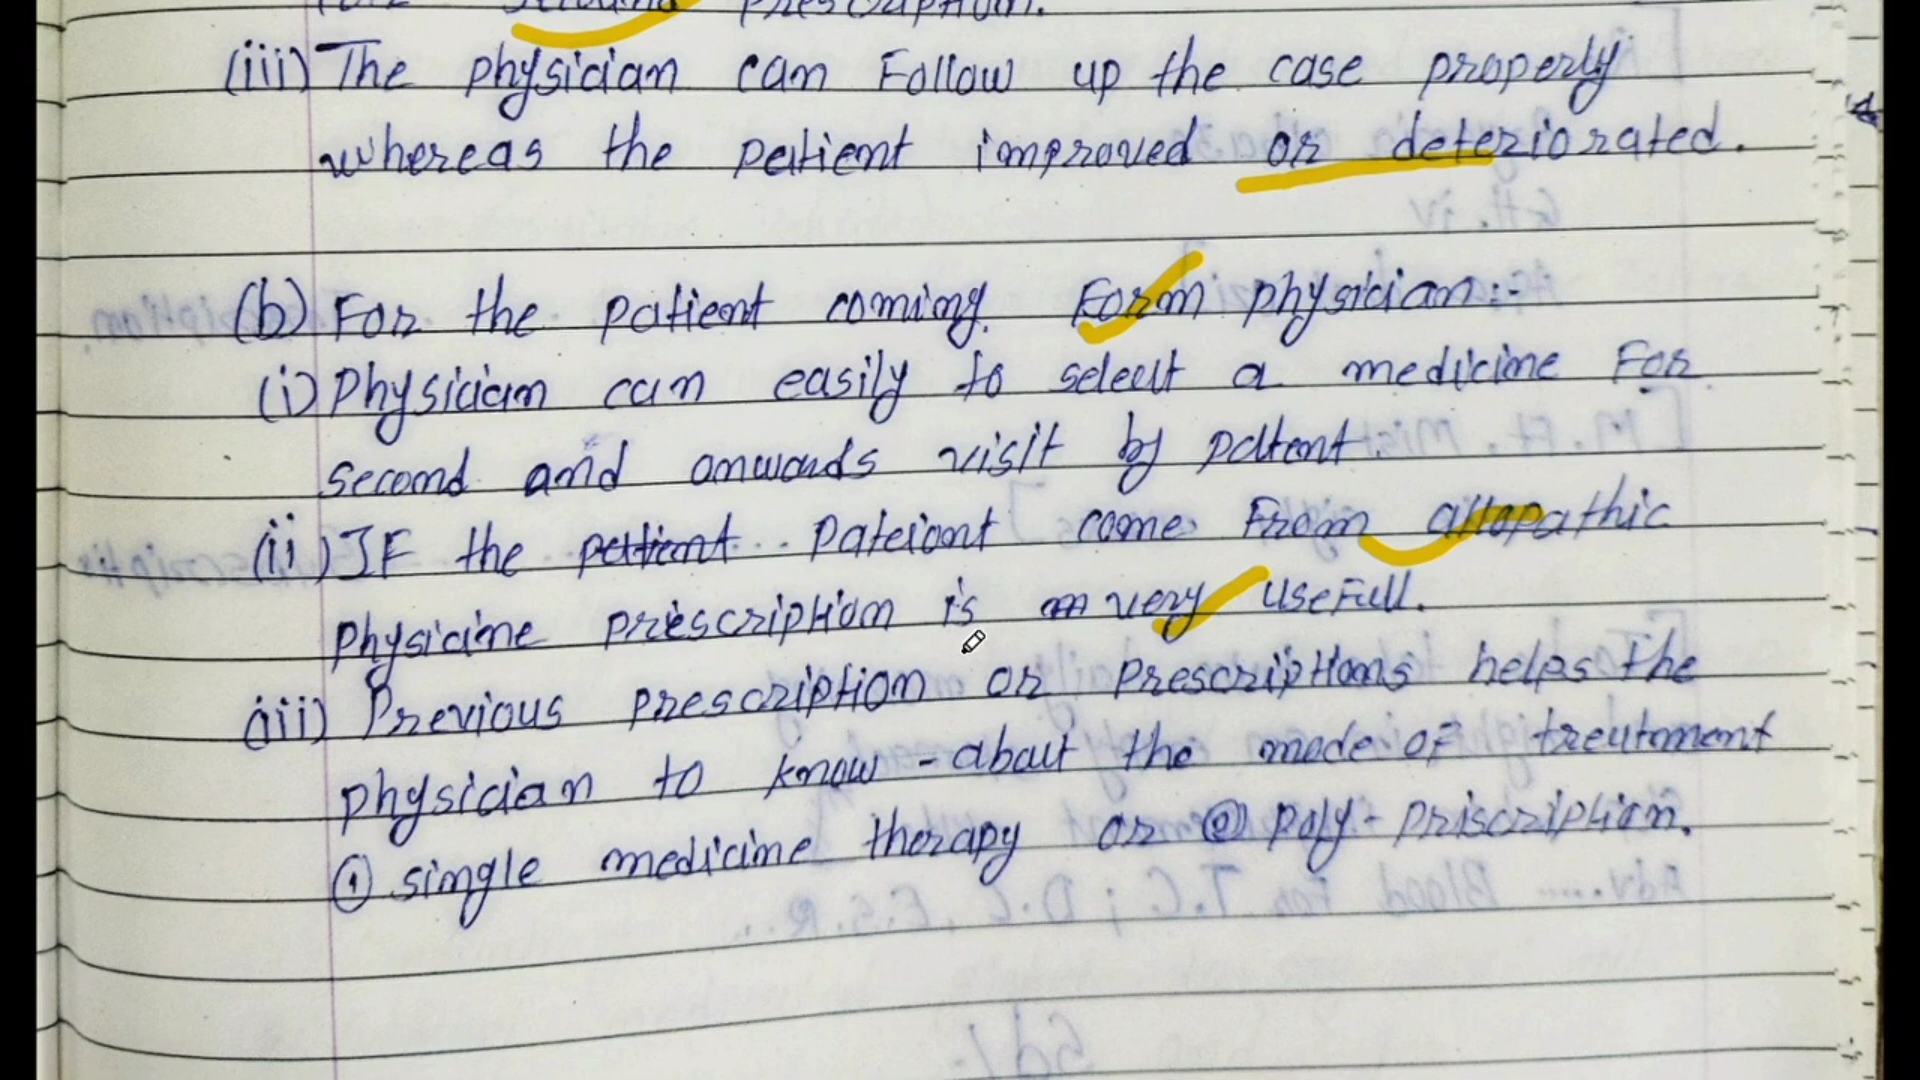 second prescription.
(iii) The physician can Follow up the case properly
whereas the patient improved or deteriorated.
(b) For the patient coming Form physician:-
(i) Physician can easily to select a medicine For
second and onwards visit by patient.
(ii) IF the patient Pateiont come From allopathic
physicine prescription is very useFull.
(iii) Previous prescription or Prescriptions helps the
physician to know - about the mode of treatment
① single medicine therapy or ② poly-priscription.